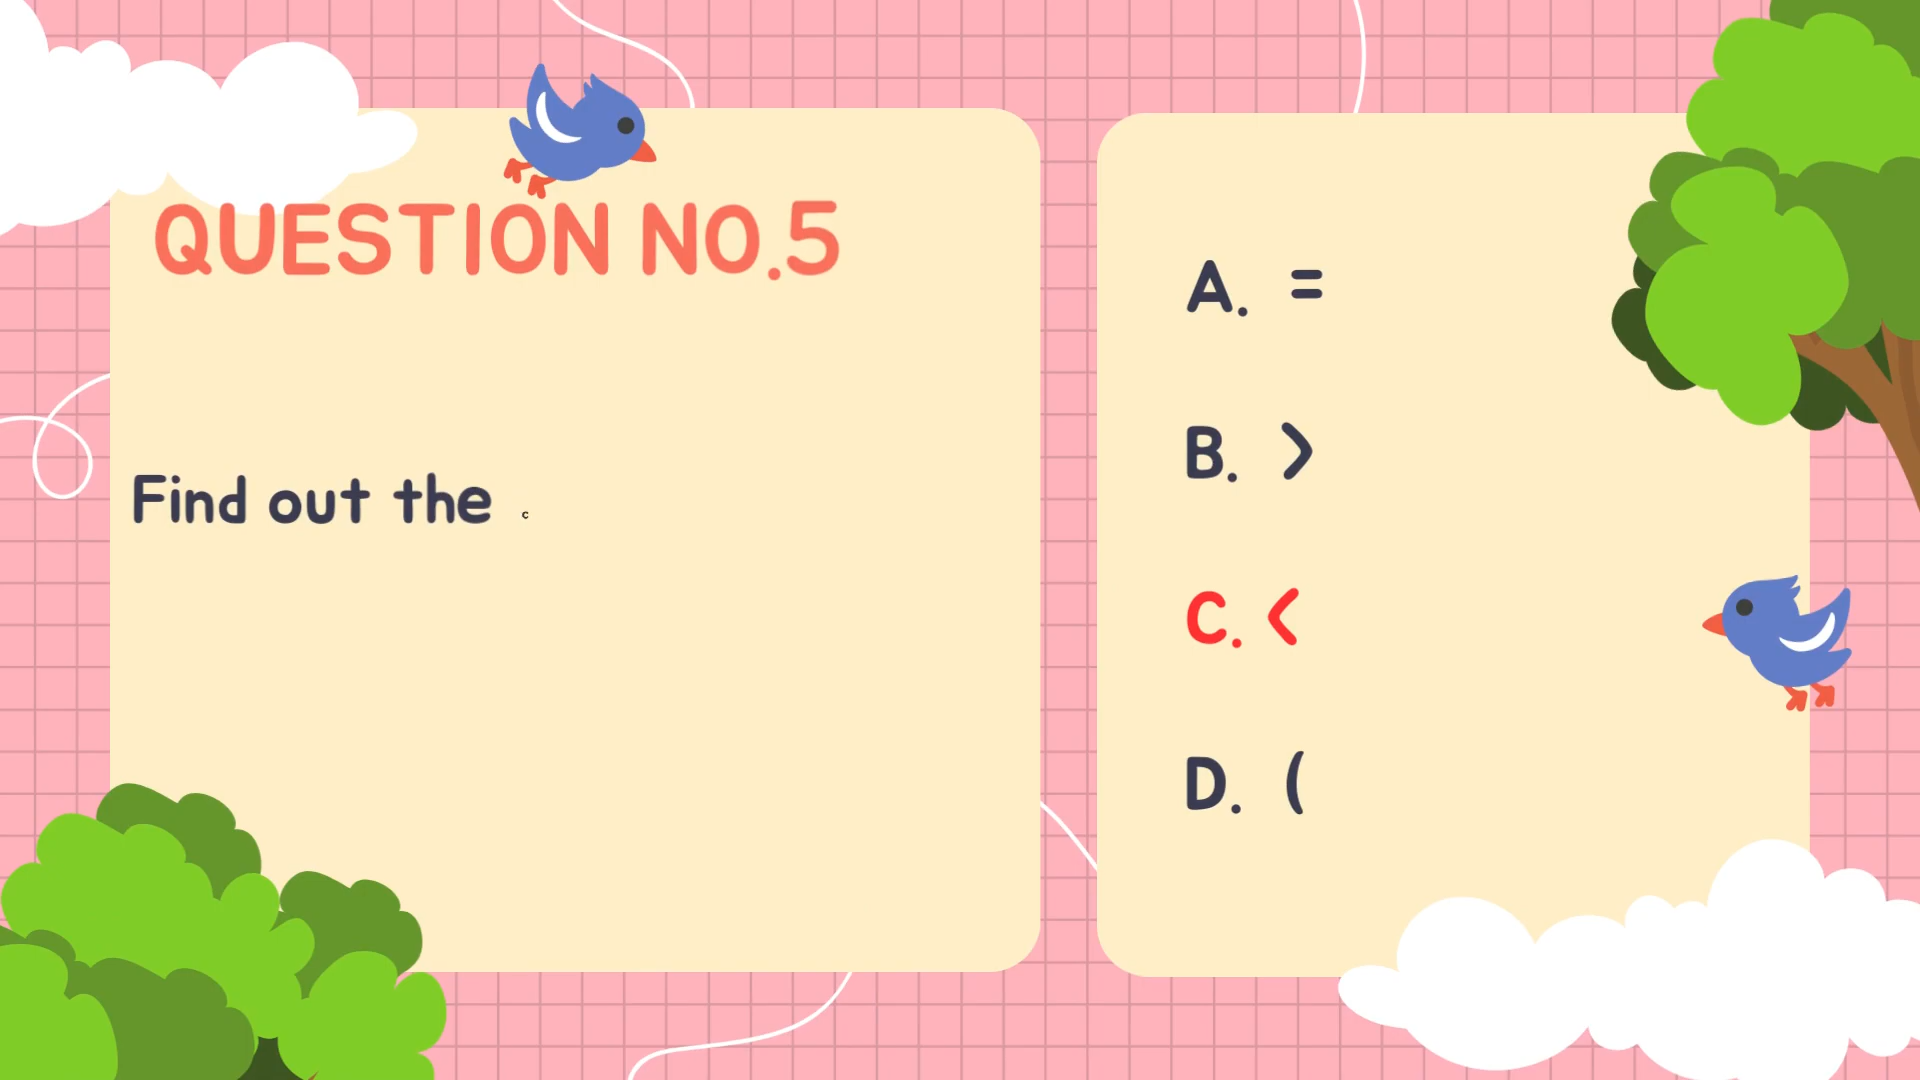 QUESTION NO.5
Find out the c
A. =
B. >
C. <
D. (